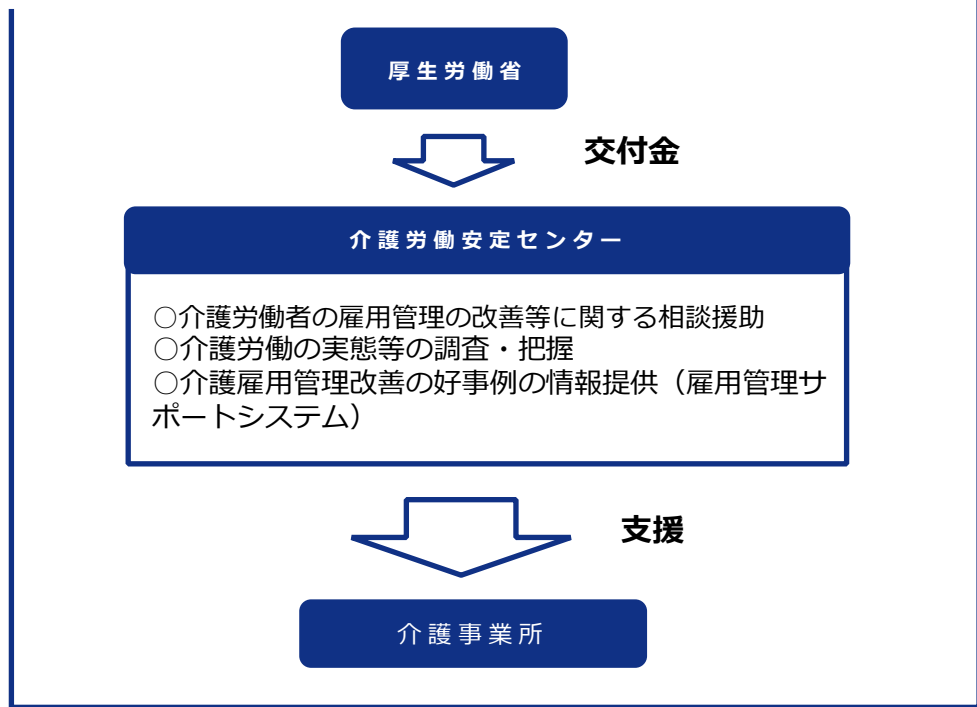 厚生労働省
交付金
介護労働安定センター
○介護労働者の雇用管理の改善等に関する相談援助
○介護労働の実態等の調査・把握
○介護雇用管理改善の好事例の情報提供（雇用管理サ
ポートシステム）
支援
介護事業所